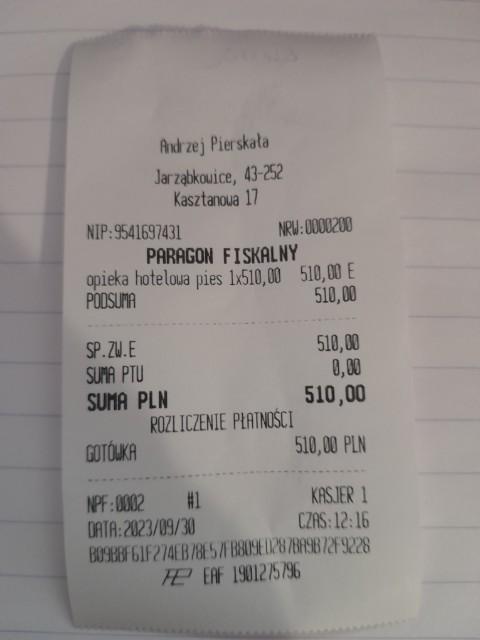 Andrzej Pierskała
Jarząbkowice, 43-252
Kasztanowa 17
NIP:9541697431 NRW:0000200
PARAGON FISKALNY
opieka hotelowa pies 1x510,00 510,00 E
PODSUMA 510,00
SP.ZW.E 510,00
SUMA PTU 0,00
SUMA PLN 510,00
ROZLICZENIE PŁATNOŚCI
GOTÓWKA 510,00 PLN
NPF:0002 #1 KASJER 1
DATA:2023/09/30 CZAS:12:16
EAF 1901275796